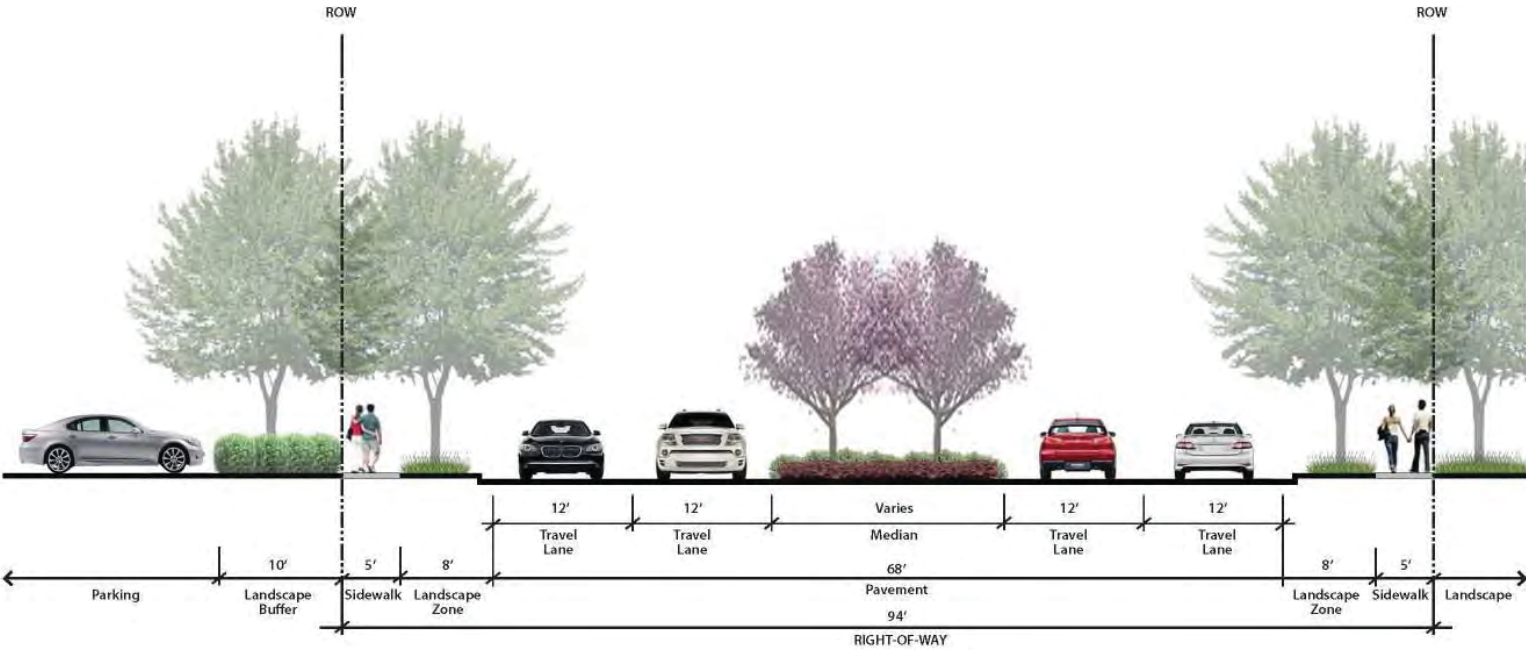 ROW
ROW
12'
12'
Varies
12'
12'
Travel
Lane
Travel
Lane
Median
Travel
Lane
Travel
Lane
10'
5'
8'
68'
8'
5'
Parking
Landscape
Buffer
Sidewalk
Landscape
Zone
Pavement
Landscape
Zone
Sidewalk
Landscape
94'
RIGHT-OF-WAY